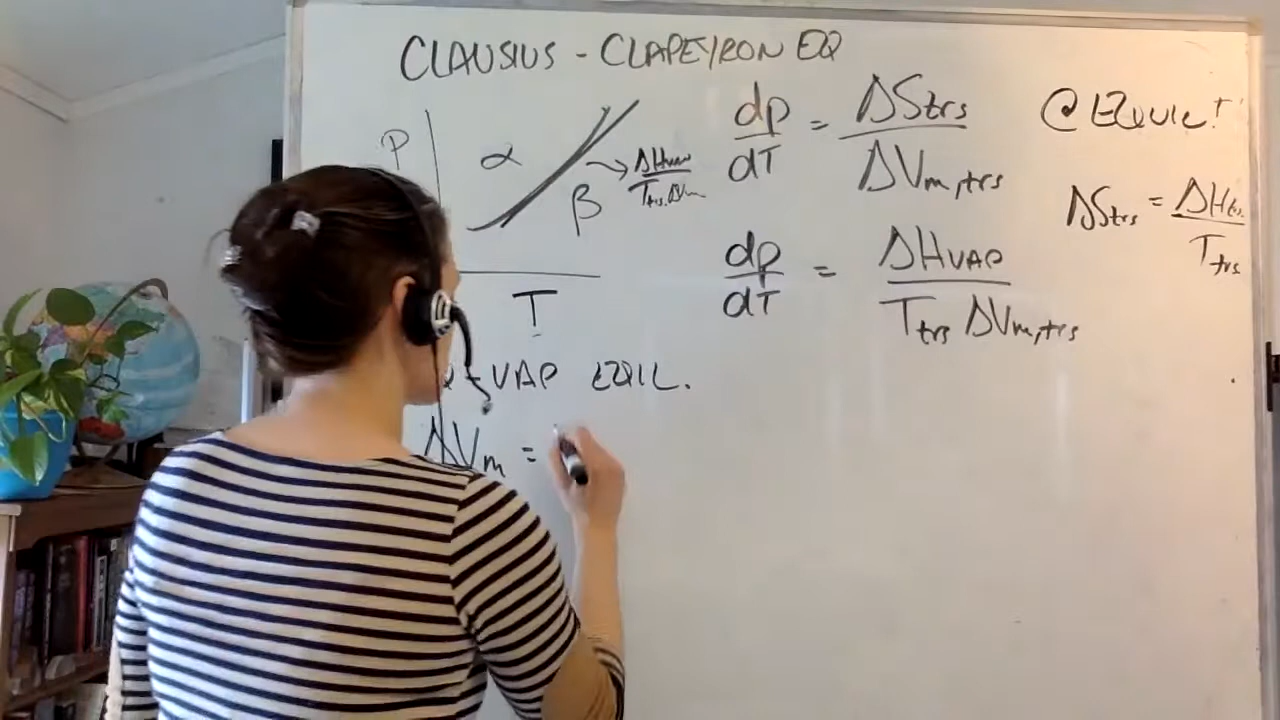 CLAUSIUS - CLAPEYRON EQ
P
α
β
T
ΔHvap
Ttrs ΔVm
dp/dT = ΔStrs/ΔVm,trs
@ EQUIL!
ΔStrs = ΔHtrs/Ttrs
dp/dT = ΔHVAP/Ttrs ΔVm,trs
-VAP EQIL.
ΔVm =